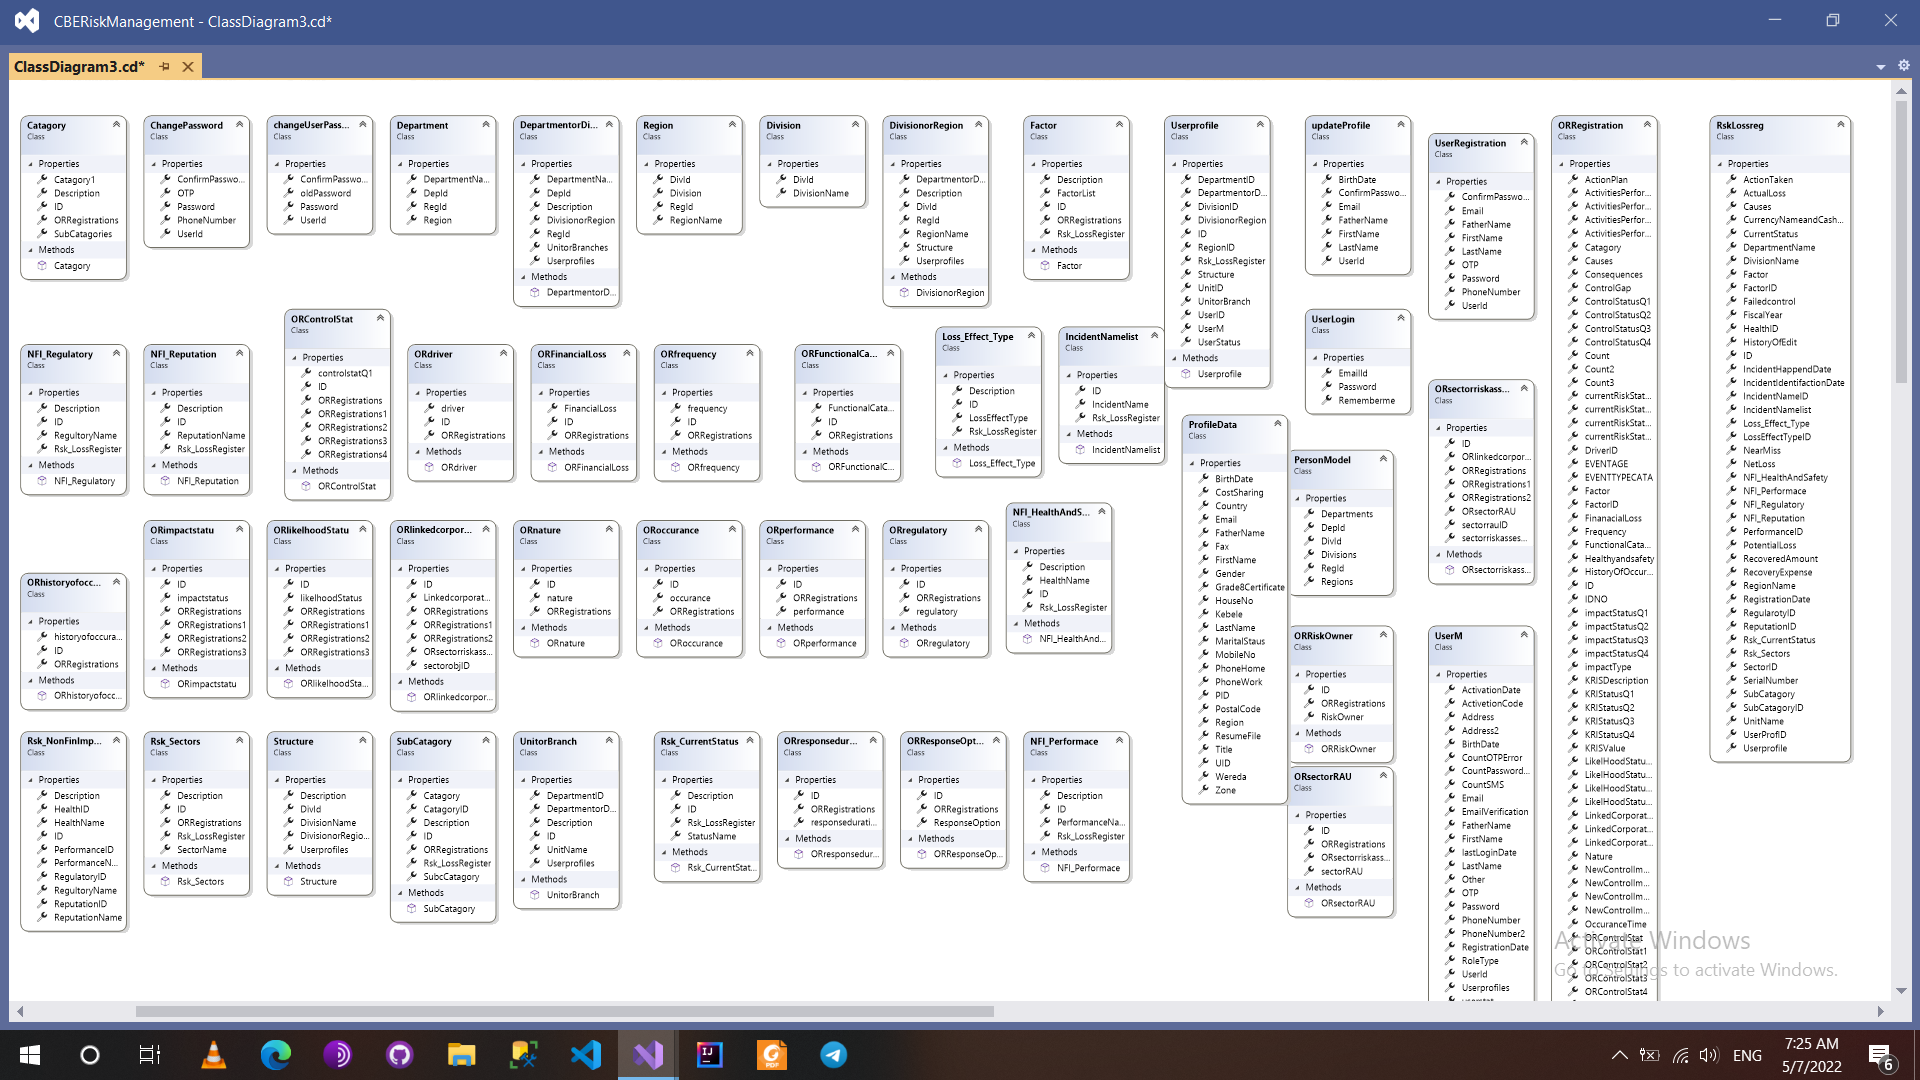 CBERiskManagement - ClassDiagram3.cd*
ClassDiagram3.cd*
Catagory
Class
Properties
Catagory1
Description
ID
ORRegistrations
SubCatagories
Methods
Catagory
ChangePassword
Class
Properties
ConfirmPasswo...
OTP
Password
PhoneNumber
UserId
changeUserPass...
Class
Properties
ConfirmPasswo...
oldPassword
Password
UserId
Department
Class
Properties
DepartmentNa...
DepId
RegId
Region
DepartmentorDi...
Class
Properties
DepartmentNa...
DepId
Description
DivisionorRegion
RegId
UnitorBranches
Userprofiles
Methods
DepartmentorD...
Region
Class
Properties
DivId
Division
RegId
RegionName
Division
Class
Properties
DivId
DivisionName
DivisionorRegion
Class
Properties
DepartmentorD...
Description
DivId
RegId
RegionName
Structure
Userprofiles
Methods
DivisionorRegion
Factor
Class
Properties
Description
FactorList
ID
ORRegistrations
Rsk_LossRegister
Methods
Factor
Userprofile
Class
Properties
DepartmentID
DepartmentorD...
DivisionID
DivisionorRegion
ID
RegionID
Rsk_LossRegister
Structure
UnitID
UnitorBranch
UserID
UserM
UserStatus
Methods
Userprofile
updateProfile
Class
Properties
BirthDate
ConfirmPasswo...
Email
FatherName
FirstName
LastName
UserId
UserRegistration
Class
Properties
ConfirmPasswo...
Email
FatherName
FirstName
LastName
OTP
Password
PhoneNumber
UserId
ORRegistration
Class
Properties
ActionPlan
ActivitiesPerfor...
ActivitiesPerfor...
ActivitiesPerfor...
ActivitiesPerfor...
Catagory
Causes
Consequences
ControlGap
ControlStatusQ1
ControlStatusQ2
ControlStatusQ3
ControlStatusQ4
Count
Count2
Count3
currentRiskStat...
currentRiskStat...
currentRiskStat...
currentRiskStat...
DriverID
EVENTAGE
EVENTTYPECATA
Factor
FactorID
FinanacialLoss
Frequency
FunctionalCata...
Healthyandsafety
HistoryOfOccur...
ID
IDNO
impactStatusQ1
impactStatusQ2
impactStatusQ3
impactStatusQ4
impactType
KRISDescription
KRIStatusQ1
KRIStatusQ2
KRIStatusQ3
KRIStatusQ4
KRISValue
LikelHoodStatu...
LikelHoodStatu...
LikelHoodStatu...
LikelHoodStatu...
LinkedCorporat...
LinkedCorporat...
LinkedCorporat...
Nature
NewControlIm...
NewControlIm...
NewControlIm...
NewControlIm...
OccuranceTime
ORControlStat
ORControlStat1
ORControlStat2
ORControlStat3
ORControlStat4
RskLossreg
Class
Properties
ActionTaken
ActualLoss
Causes
CurrencyNameandCash...
CurrentStatus
DepartmentName
DivisionName
Factor
FactorID
Failedcontrol
FiscalYear
HealthID
HistoryOfEdit
ID
IncidentHappendDate
IncidentIdentifactionDate
IncidentNameID
IncidentNamelist
Loss_Effect_Type
LossEffectTypeID
NearMiss
NetLoss
NFI_HealthAndSafety
NFI_Performace
NFI_Regulatory
NFI_Reputation
PerformanceID
PotentialLoss
RecoveredAmount
RecoveryExpense
RegionName
RegistrationDate
RegularotyID
ReputationID
Rsk_CurrentStatus
Rsk_Sectors
SectorID
SerialNumber
SubCatagory
SubCatagoryID
UnitName
UserProfID
Userprofile
NFI_Regulatory
Class
Properties
Description
ID
RegultoryName
Rsk_LossRegister
Methods
NFI_Regulatory
NFI_Reputation
Class
Properties
Description
ID
ReputationName
Rsk_LossRegister
Methods
NFI_Reputation
ORControlStat
Class
Properties
controlstatQ1
ID
ORRegistrations
ORRegistrations1
ORRegistrations2
ORRegistrations3
ORRegistrations4
Methods
ORControlStat
ORdriver
Class
Properties
driver
ID
ORRegistrations
Methods
ORdriver
ORFinancialLoss
Class
Properties
FinancialLoss
ID
ORRegistrations
Methods
ORFinancialLoss
ORfrequency
Class
Properties
frequency
ID
ORRegistrations
Methods
ORfrequency
ORFunctionalCa...
Class
Properties
FunctionalCata...
ID
ORRegistrations
Methods
ORFunctionalC...
Loss_Effect_Type
Class
Properties
Description
ID
LossEffectType
Rsk_LossRegister
Methods
Loss_Effect_Type
IncidentNamelist
Class
Properties
ID
IncidentName
Rsk_LossRegister
Methods
IncidentNamelist
UserLogin
Class
Properties
EmailId
Password
Rememberme
ProfileData
Class
Properties
BirthDate
CostSharing
Country
Email
FatherName
Fax
FirstName
Gender
Grade8Certificate
HouseNo
Kebele
LastName
MaritalStaus
MobileNo
PhoneHome
PhoneWork
PID
PostalCode
Region
ResumeFile
Title
UID
Wereda
Zone
PersonModel
Class
Properties
Departments
DepId
DivId
Divisions
RegId
Regions
ORsectorriskass...
Class
Properties
ID
ORlinkedcorpor...
ORRegistrations
ORRegistrations1
ORRegistrations2
ORsectorRAU
sectorrauID
sectorriskasses...
Methods
ORsectorriskass...
ORhistoryofocc...
Class
Properties
historyofoccura...
ID
ORRegistrations
Methods
ORhistoryofocc...
ORimpactstatu
Class
Properties
ID
impactstatus
ORRegistrations
ORRegistrations1
ORRegistrations2
ORRegistrations3
Methods
ORimpactstatu
ORlikelhoodStatu
Class
Properties
ID
likelhoodStatus
ORRegistrations
ORRegistrations1
ORRegistrations2
ORRegistrations3
Methods
ORlikelhoodSta...
ORlinkedcorpor...
Class
Properties
ID
Linkedcorporat...
ORRegistrations
ORRegistrations1
ORRegistrations2
ORsectorriskass...
sectorobjID
Methods
ORlinkedcorpor...
ORnature
Class
Properties
ID
nature
ORRegistrations
Methods
ORnature
ORoccurance
Class
Properties
ID
occurance
ORRegistrations
Methods
ORoccurance
ORperformance
Class
Properties
ID
ORRegistrations
performance
Methods
ORperformance
ORregulatory
Class
Properties
ID
ORRegistrations
regulatory
Methods
ORregulatory
NFI_HealthAndS...
Class
Properties
Description
HealthName
ID
Rsk_LossRegister
Methods
NFI_HealthAnd...
ORRiskOwner
Class
Properties
ID
ORRegistrations
RiskOwner
Methods
ORRiskOwner
UserM
Class
Properties
ActivationDate
ActivetionCode
Address
Address2
BirthDate
CountOTPError
CountPassword...
CountSMS
Email
EmailVerification
FatherName
FirstName
lastLoginDate
LastName
Other
OTP
Password
PhoneNumber
PhoneNumber2
RegistrationDate
RoleType
UserId
Userprofiles
Rsk_NonFinImp...
Class
Properties
Description
HealthID
HealthName
ID
PerformanceID
PerformanceN...
RegulatoryID
RegultoryName
ReputationID
ReputationName
Rsk_Sectors
Class
Properties
Description
ID
ORRegistrations
Rsk_LossRegister
SectorName
Methods
Rsk_Sectors
Structure
Class
Properties
Description
DivId
DivisionName
DivisionorRegio...
Userprofiles
Methods
Structure
SubCatagory
Class
Properties
Catagory
CatagoryID
Description
ID
ORRegistrations
Rsk_LossRegister
SubcCatagory
Methods
SubCatagory
UnitorBranch
Class
Properties
DepartmentID
DepartmentorD...
Description
ID
UnitName
Userprofiles
Methods
UnitorBranch
Rsk_CurrentStatus
Class
Properties
Description
ID
Rsk_LossRegister
StatusName
Methods
Rsk_CurrentStat...
ORresponsedur...
Class
Properties
ID
ORRegistrations
responsedurati...
Methods
ORresponsedur...
ORResponseOpt...
Class
Properties
ID
ORRegistrations
ResponseOption
Methods
ORResponseOp...
NFI_Performace
Class
Properties
Description
ID
PerformanceNa...
Rsk_LossRegister
Methods
NFI_Performace
ORsectorRAU
Class
Properties
ID
ORRegistrations
ORsectorriskass...
sectorRAU
Methods
ORsectorRAU
Activate Windows
Go to Settings to activate Windows.
ENG
7:25 AM
5/7/2022
6